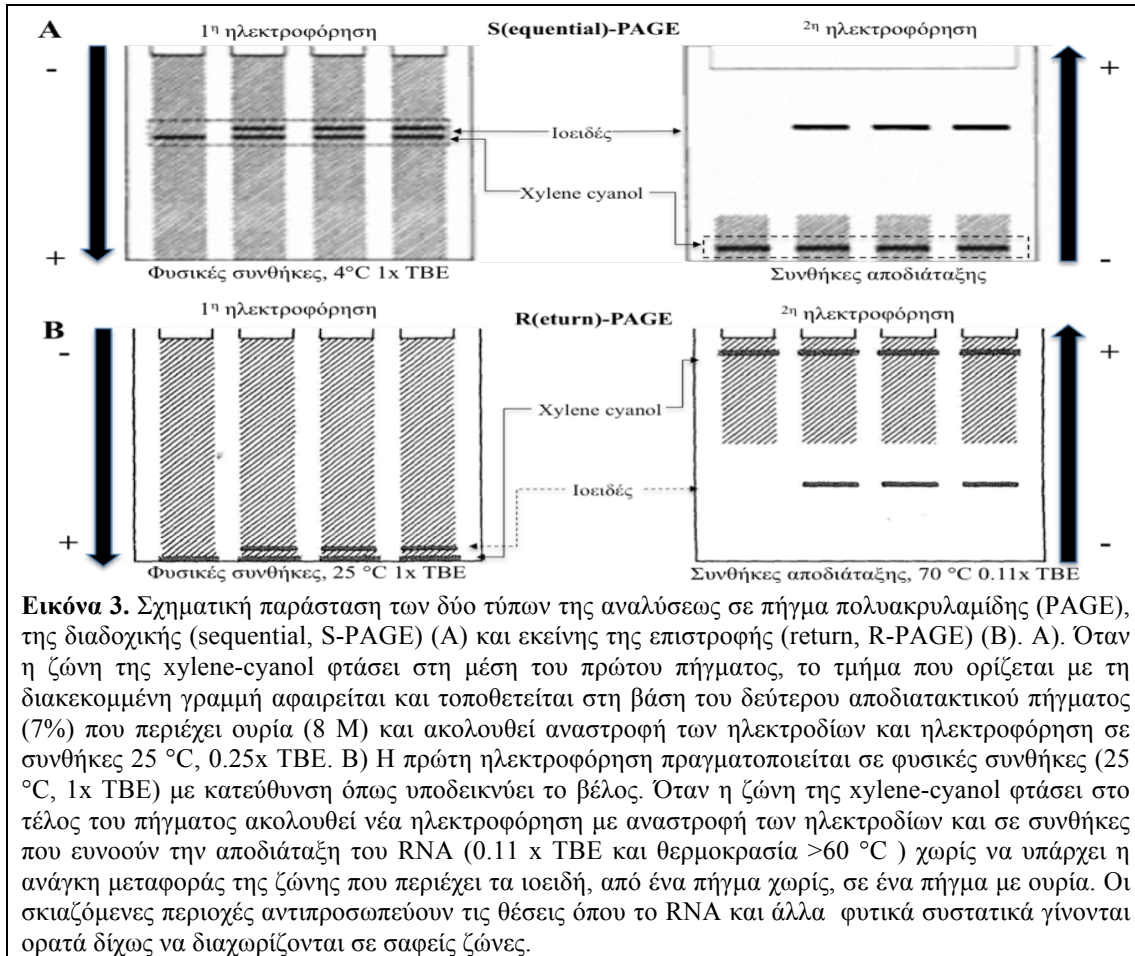 A
1η ηλεκτροφόρηση
S(equential)-PAGE
2η ηλεκτροφόρηση
-
+
Ιοειδές
Xylene cyanol
+
-
Φυσικές συνθήκες, 4°C 1x TBE
Συνθήκες αποδιάταξης
1η ηλεκτροφόρηση
2η ηλεκτροφόρηση
B
R(eturn)-PAGE
-
+
Xylene cyanol
Ιοειδές
+
-
Φυσικές συνθήκες, 25 °C 1x TBE
Συνθήκες αποδιάταξης, 70 °C 0.11x TBE
Εικόνα 3. Σχηματική παράσταση των δύο τύπων της αναλύσεως σε πήγμα πολυακρυλαμίδης (PAGE),
της διαδοχικής (sequential, S-PAGE) (A) και εκείνης της επιστροφής (return, R-PAGE) (B). A). Όταν
η ζώνη της xylene-cyanol φτάσει στη μέση του πρώτου πήγματος, το τμήμα που ορίζεται με τη
διακεκομμένη γραμμή αφαιρείται και τοποθετείται στη βάση του δεύτερου αποδιατακτικού πήγματος
(7%) που περιέχει ουρία (8 M) και ακολουθεί αναστροφή των ηλεκτροδίων και ηλεκτροφόρηση σε
συνθήκες 25 °C, 0.25x TBE. B) Η πρώτη ηλεκτροφόρηση πραγματοποιείται σε φυσικές συνθήκες (25
°C, 1x TBE) με κατεύθυνση όπως υποδεικνύει το βέλος. Όταν η ζώνη της xylene-cyanol φτάσει στο
τέλος του πήγματος ακολουθεί νέα ηλεκτροφόρηση με αναστροφή των ηλεκτροδίων και σε συνθήκες
που ευνοούν την αποδιάταξη του RNA (0.11 x TBE και θερμοκρασία >60 °C ) χωρίς να υπάρχει η
ανάγκη μεταφοράς της ζώνης που περιέχει τα ιοειδή, από ένα πήγμα χωρίς, σε ένα πήγμα με ουρία. Οι
σκιαζόμενες περιοχές αντιπροσωπεύουν τις θέσεις όπου το RNA και άλλα φυτικά συστατικά γίνονται
ορατά δίχως να διαχωρίζονται σε σαφείς ζώνες.